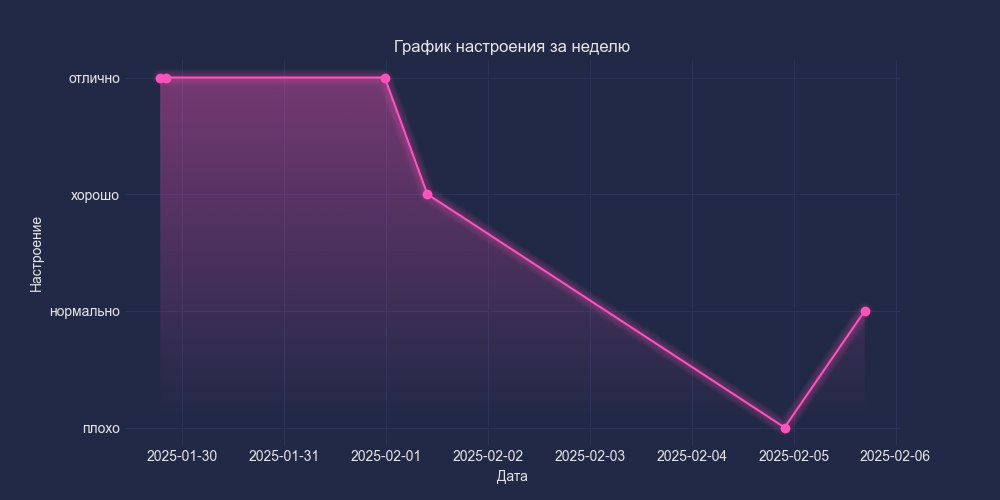 График настроения за неделю
отлично
хорошо
нормально
плохо
Настроение
2025-01-30 2025-01-31 2025-02-01 2025-02-02 2025-02-03 2025-02-04 2025-02-05 2025-02-06
Дата